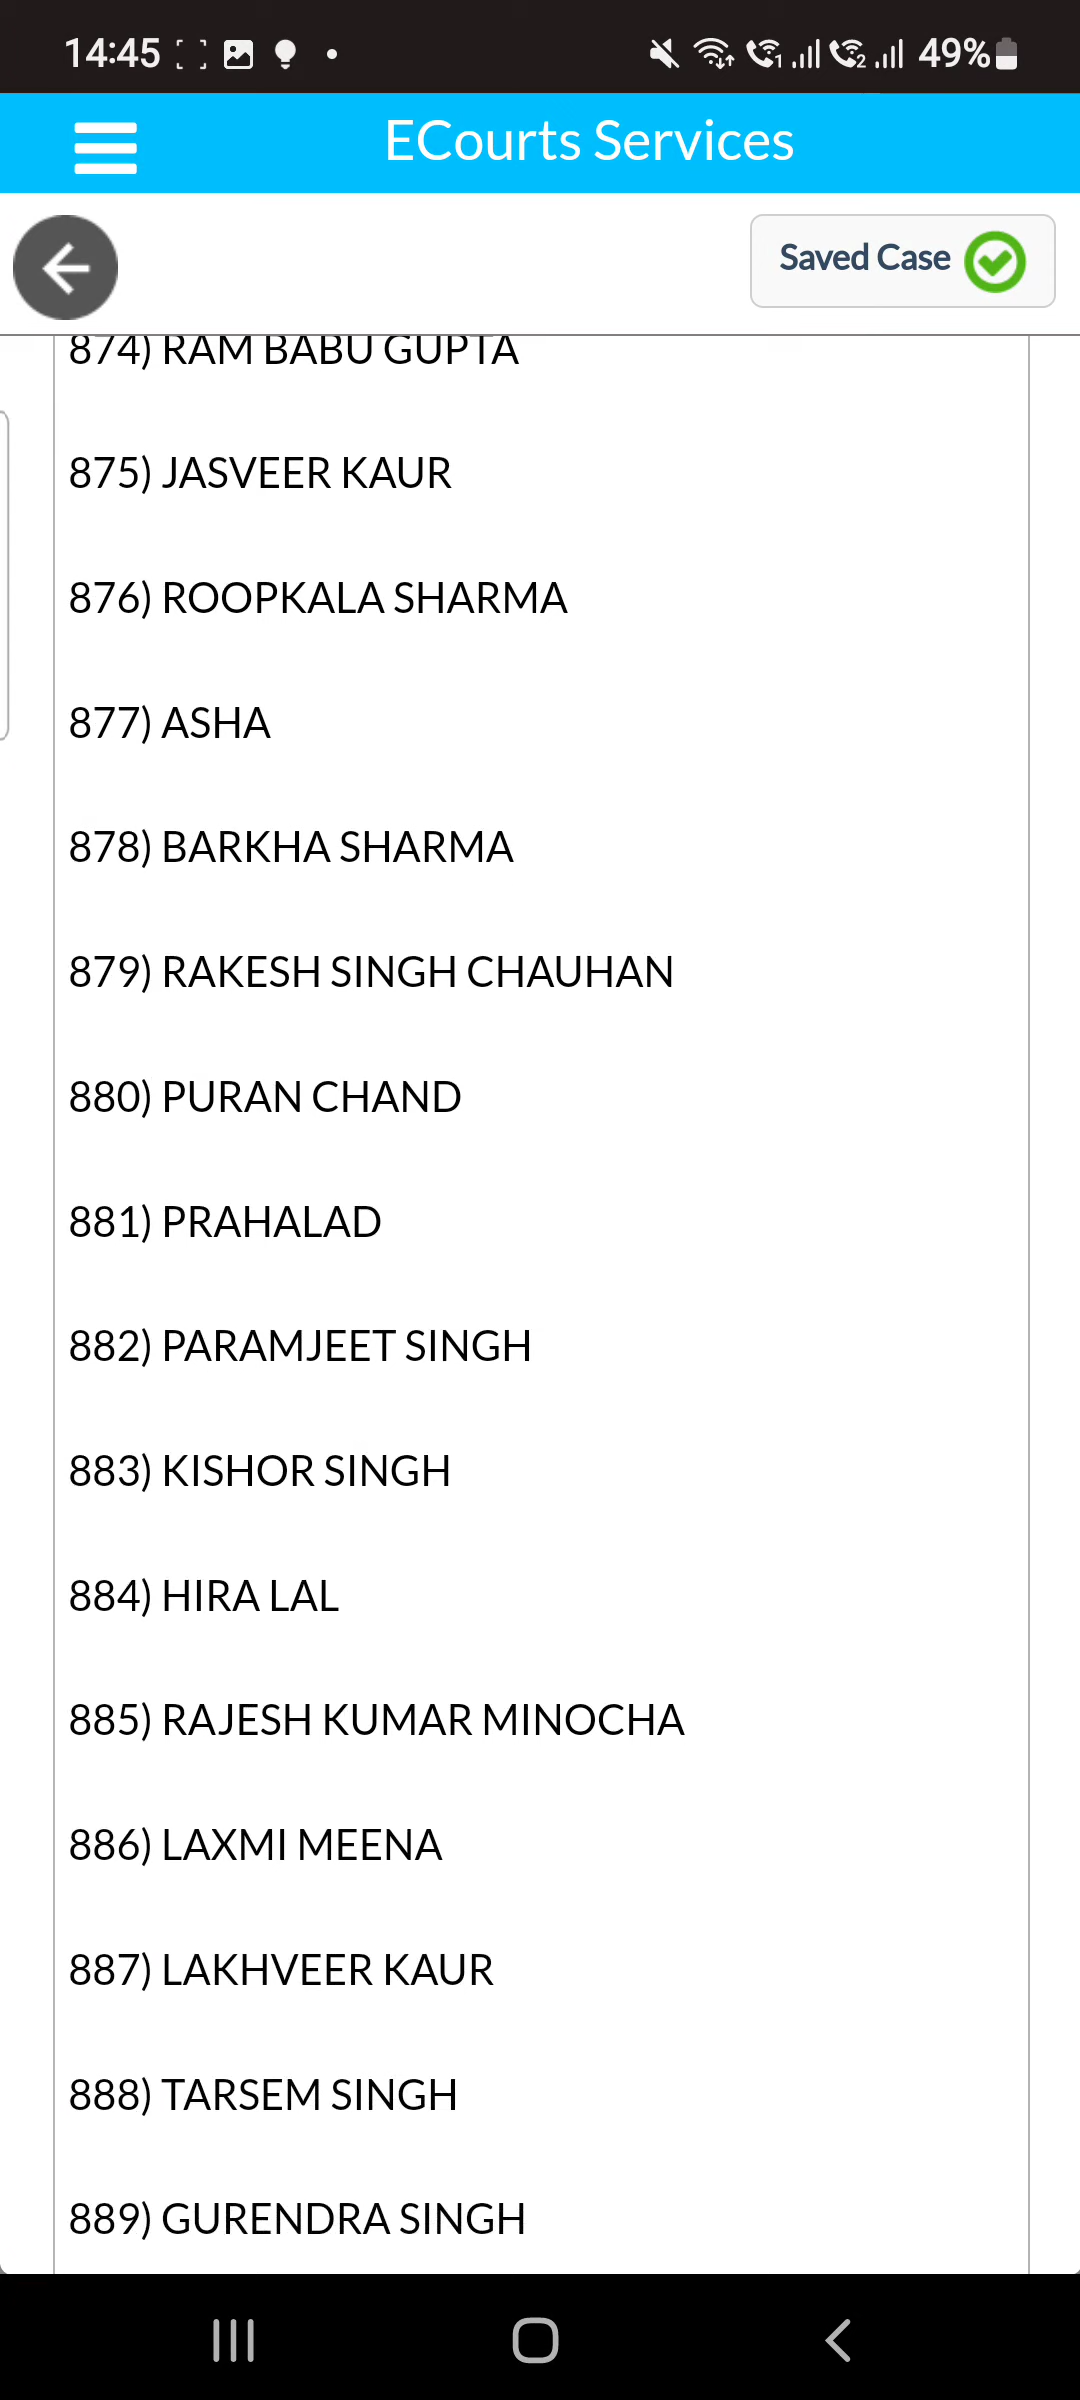 14:45
49%
ECourts Services
Saved Case
874) RAM BABU GUPTA
875) JASVEER KAUR
876) ROOPKALA SHARMA
877) ASHA
878) BARKHA SHARMA
879) RAKESH SINGH CHAUHAN
880) PURAN CHAND
881) PRAHALAD
882) PARAMJEET SINGH
883) KISHOR SINGH
884) HIRA LAL
885) RAJESH KUMAR MINOCHA
886) LAXMI MEENA
887) LAKHVEER KAUR
888) TARSEM SINGH
889) GURENDRA SINGH